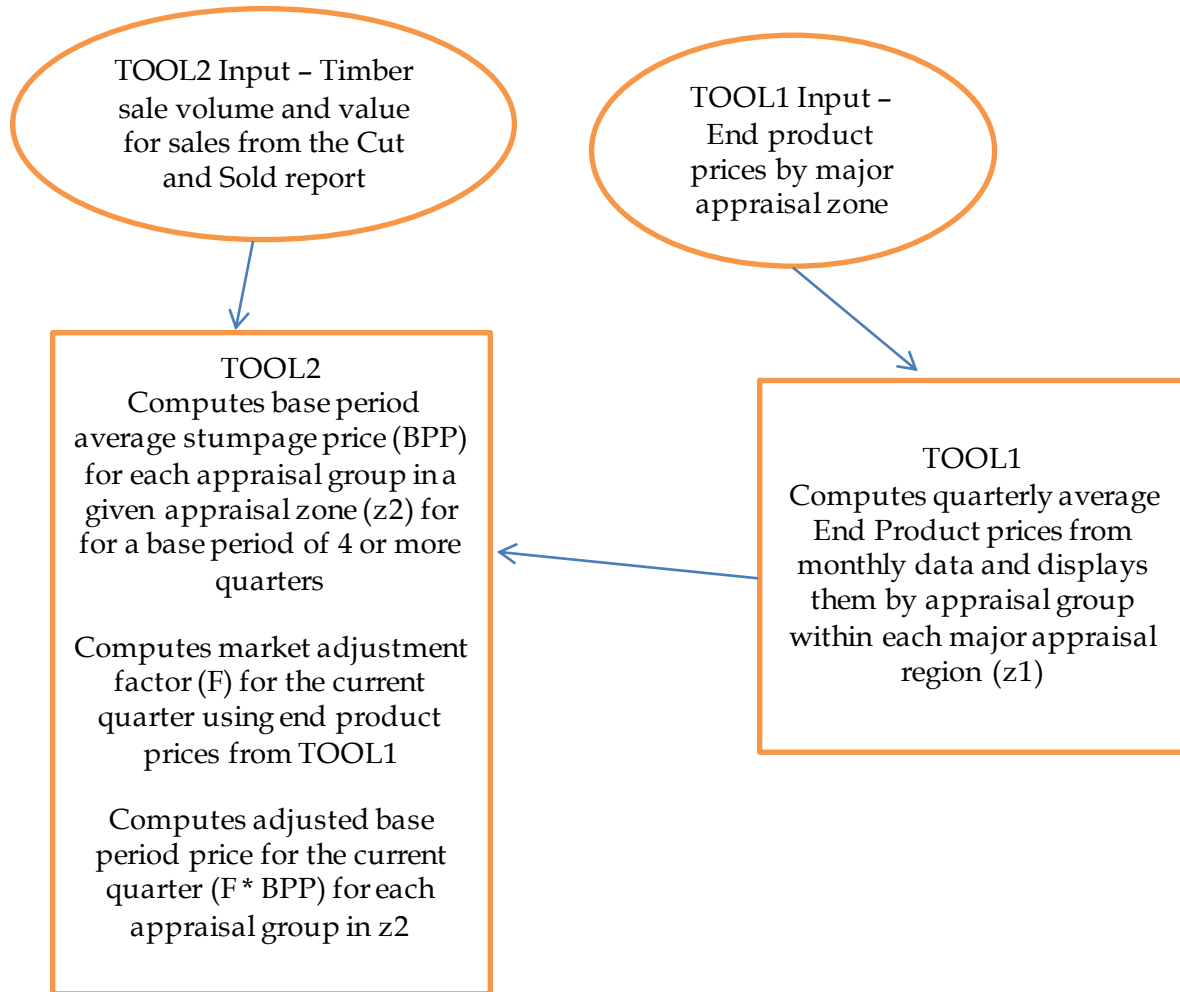 TOOL2 Input – Timber
sale volume and value
for sales from the Cut
and Sold report
TOOL1 Input –
End product
prices by major
appraisal zone
TOOL2
Computes base period
average stumpage price (BPP)
for each appraisal group in a
given appraisal zone (z2) for
for a base period of 4 or more
quarters
Computes market adjustment
factor (F) for the current
quarter using end product
prices from TOOL1
Computes adjusted base
period price for the current
quarter (F * BPP) for each
appraisal group in z2
TOOL1
Computes quarterly average
End Product prices from
monthly data and displays
them by appraisal group
within each major appraisal
region (z1)